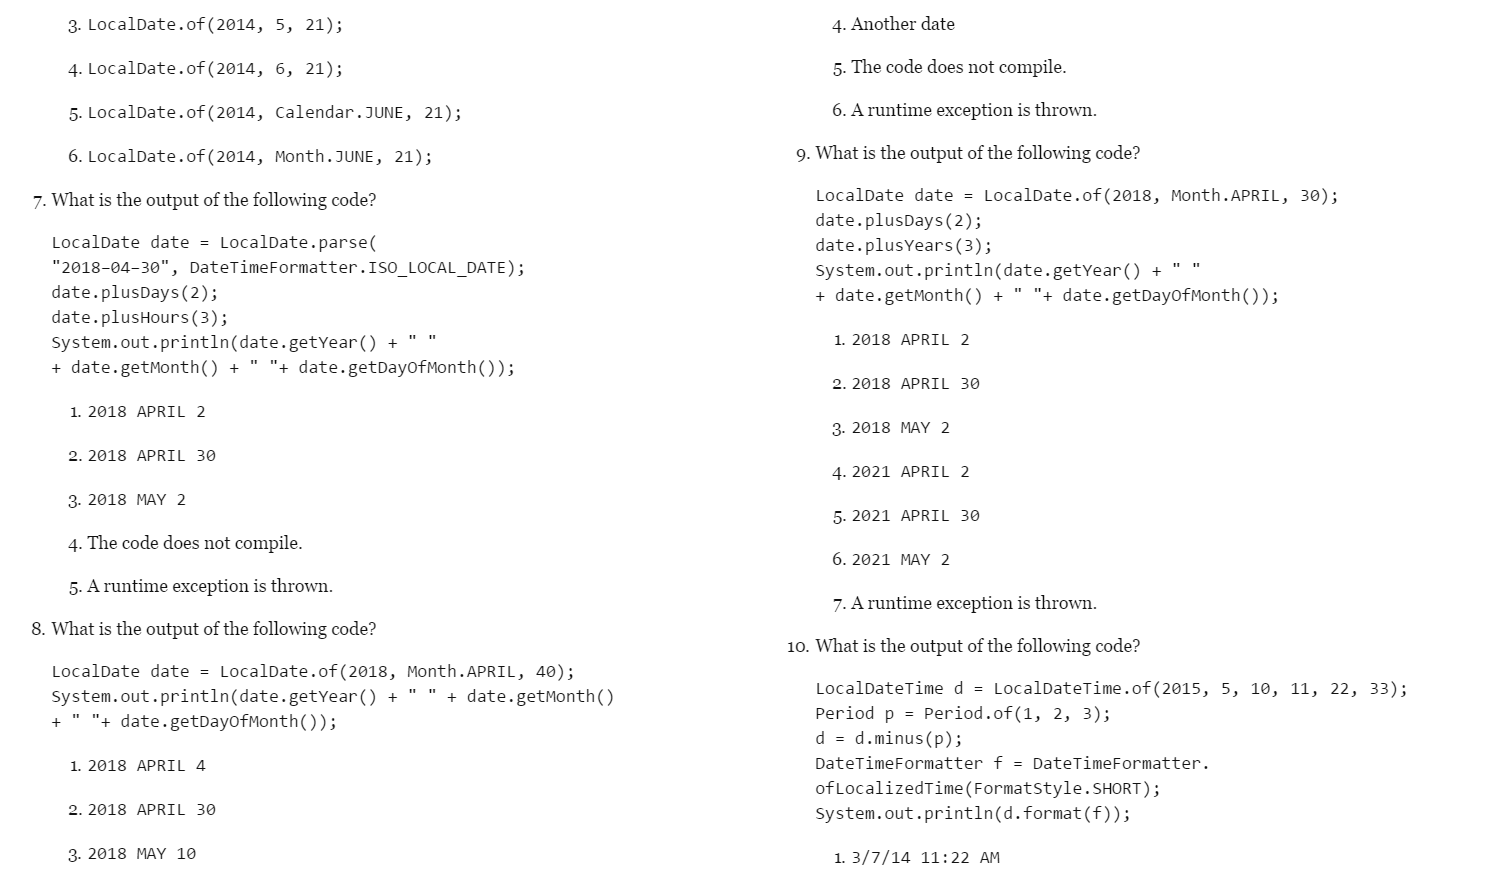 3. LocalDate.of(2014, 5, 21);
4. LocalDate.of(2014, 6, 21);
5. LocalDate.of(2014, Calendar.JUNE, 21);
6. LocalDate.of(2014, Month.JUNE, 21);
7. What is the output of the following code?
LocalDate date = LocalDate.parse(
"2018–04–30", DateTimeFormatter.ISO_LOCAL_DATE);
date.plusDays(2);
date.plusHours(3);
System.out.println(date.getYear() + " "
+ date.getMonth() + " "+ date.getDayOfMonth());
1. 2018 APRIL 2
2. 2018 APRIL 30
3. 2018 MAY 2
4. The code does not compile.
5. A runtime exception is thrown.
8. What is the output of the following code?
LocalDate date = LocalDate.of(2018, Month.APRIL, 40);
System.out.println(date.getYear() + " " + date.getMonth()
+ " "+ date.getDayOfMonth());
1. 2018 APRIL 4
2. 2018 APRIL 30
3. 2018 MAY 10
4. Another date
5. The code does not compile.
6. A runtime exception is thrown.
9. What is the output of the following code?
LocalDate date = LocalDate.of(2018, Month.APRIL, 30);
date.plusDays(2);
date.plusYears(3);
System.out.println(date.getYear() + " "
+ date.getMonth() + " "+ date.getDayOfMonth());
1. 2018 APRIL 2
2. 2018 APRIL 30
3. 2018 MAY 2
4. 2021 APRIL 2
5. 2021 APRIL 30
6. 2021 MAY 2
7. A runtime exception is thrown.
10. What is the output of the following code?
LocalDateTime d = LocalDateTime.of(2015, 5, 10, 11, 22, 33);
Period p = Period.of(1, 2, 3);
d = d.minus(p);
DateTimeFormatter f = DateTimeFormatter.
ofLocalizedTime(FormatStyle.SHORT);
System.out.println(d.format(f));
1. 3/7/14 11:22 AM